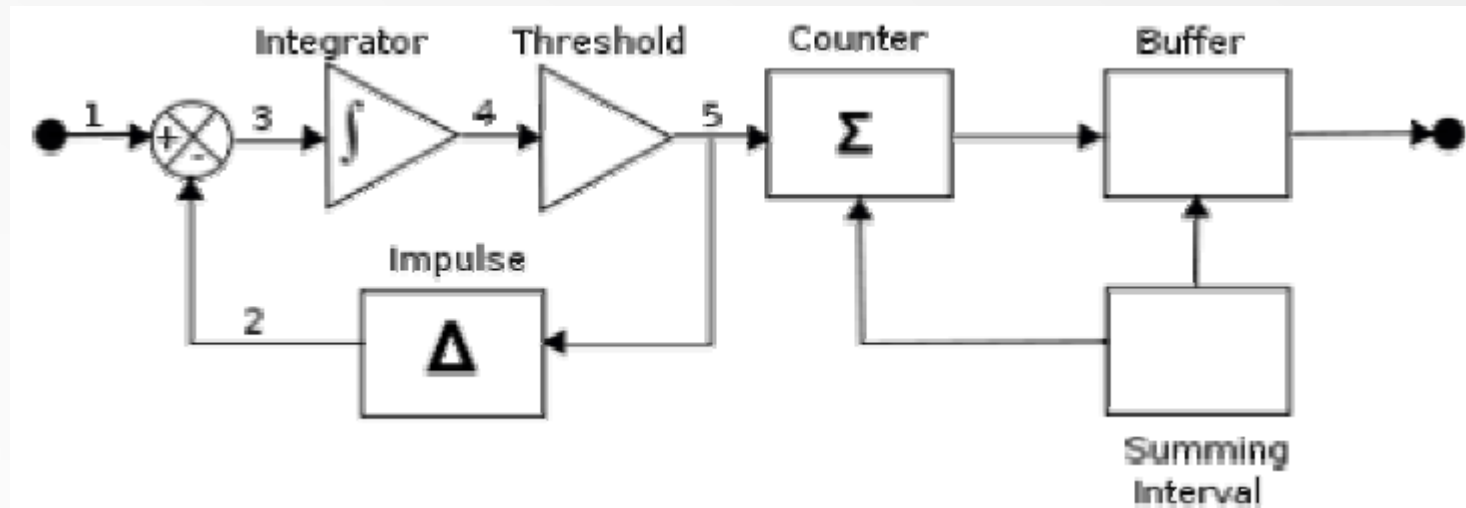 Integrator
Threshold
Counter
Buffer
1
+
-
3
∫
4
5
Σ
Impulse
2
Δ
Summing
Interval